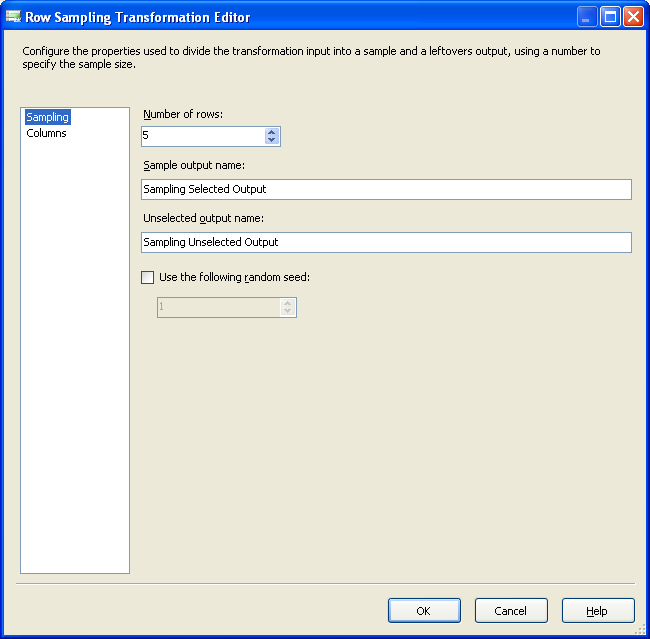 Row Sampling Transformation Editor
Configure the properties used to divide the transformation input into a sample and a leftovers output, using a number to
specify the sample size.
Sampling
Columns
Number of rows:
5
Sample output name:
Sampling Selected Output
Unselected output name:
Sampling Unselected Output
Use the following random seed:
1
OK
Cancel
Help